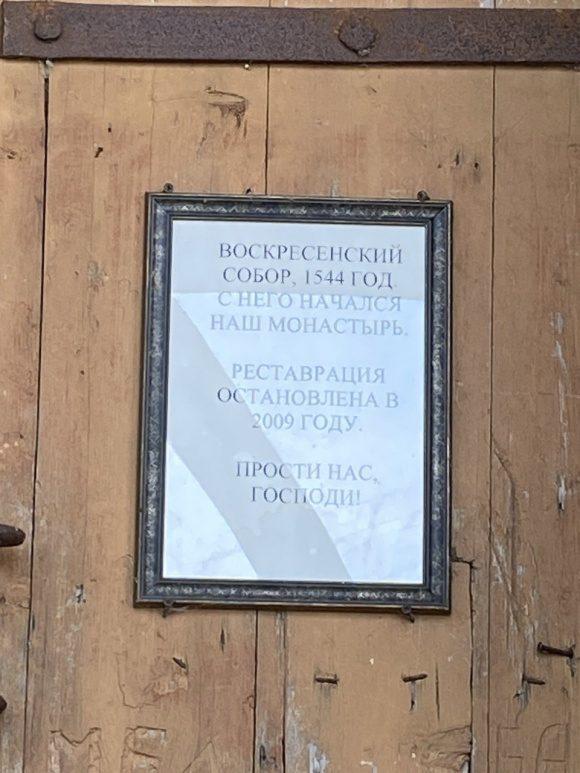 ВОСКРЕСЕНСКИЙ
СОБОР, 1544 ГОД.
С НЕГО НАЧАЛСЯ
НАШ МОНАСТЫРЬ.
РЕСТАВРАЦИЯ
ОСТАНОВЛЕНА В
2009 ГОДУ.
ПРОСТИ НАС,
ГОСПОДИ!